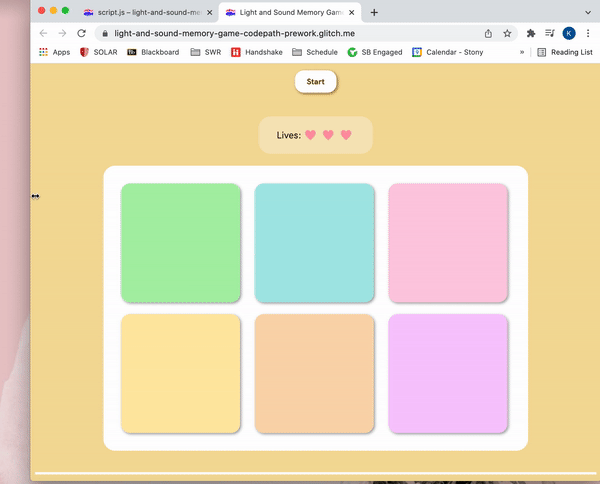 script.js – light-and-sound-me
Light and Sound Memory Gam
light-and-sound-memory-game-codepath-prework.glitch.me
K
Apps SOLAR Blackboard SWR Handshake Schedule SB Engaged Calendar - Stony » Reading List
Start
Lives: